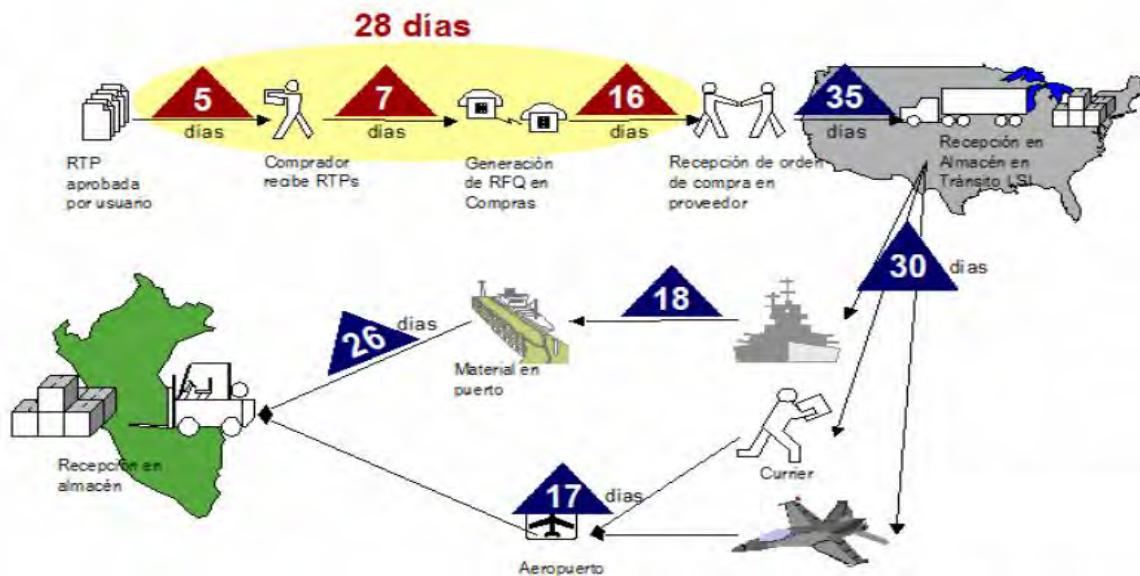 28 días
5
días
7
días
16
días
35
días
RTP
aprobada
por usuario
Comprador
recibe RTPs
Generación
de RFQ en
Compras
Recepción de orden
de compra en
proveedor
Recepción en
Almacén en
Tránsito LSI
30
dias
18
26
días
Material en
puerto
Recepción en
almacén
Currier
17
días
Aeropuerto